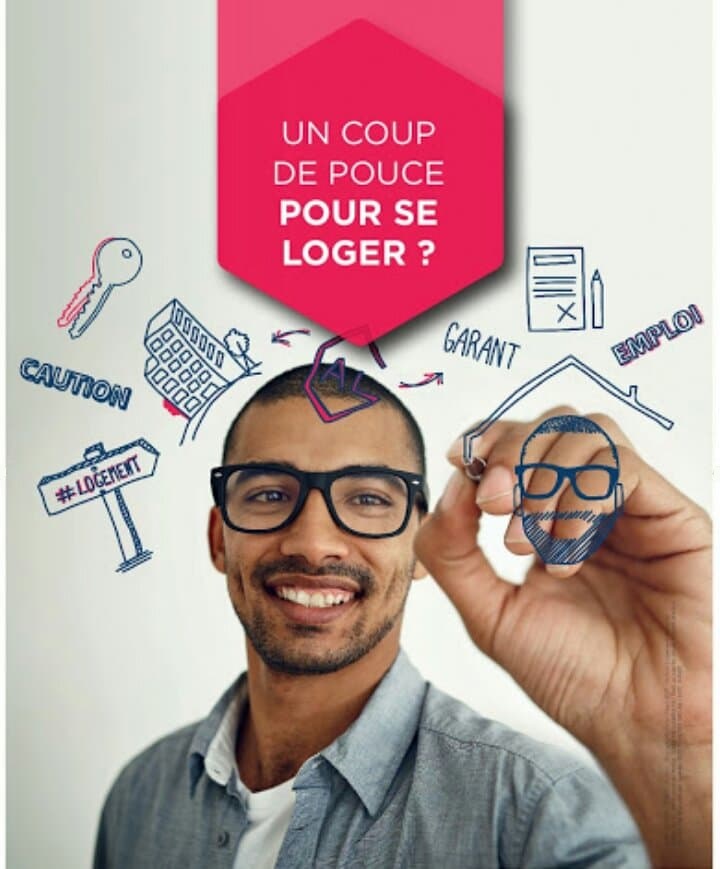 UN COUP
DE POUCE
POUR SE
LOGER ?
GARANT
EMPLOI
CAUTION
AL
#LOGEMENT